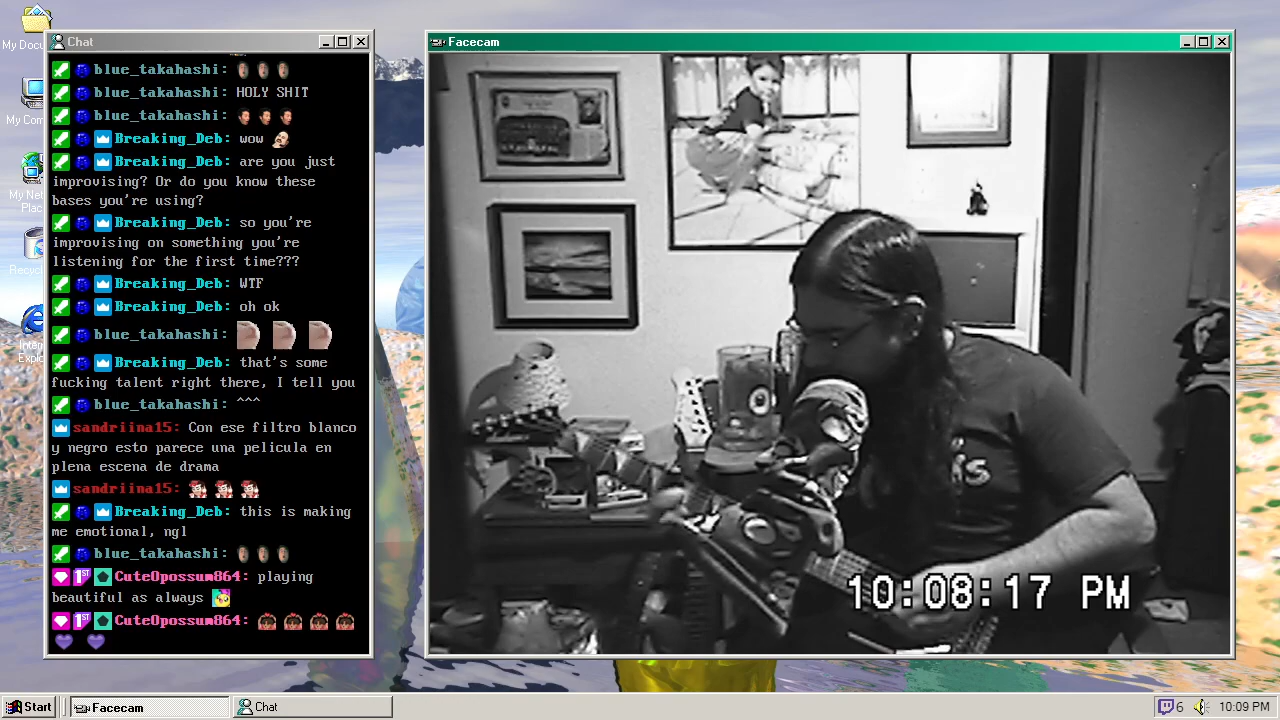 My Docu
My Com
My Ne
Plac
Recyc
Inter
Explo
Chat
blue_takahashi:
blue_takahashi: HOLY SHIT
blue_takahashi:
Breaking_Deb: wow
Breaking_Deb: are you just
improvising? Or do you know these
bases you're using?
Breaking_Deb: so you're
improvising on something you're
listening for the first time???
Breaking_Deb: WTF
Breaking_Deb: oh ok
blue_takahashi:
Breaking_Deb: that's some
fucking talent right there, I tell you
blue_takahashi: ^^^
sandriina15: Con ese filtro blanco
y negro esto parece una pelicula en
plena escena de drama
sandriina15:
Breaking_Deb: this is making
me emotional, ngl
blue_takahashi:
1ST CuteOpossum864: playing
beautiful as always
1ST CuteOpossum864:
Facecam
10:08:17 PM
Start
Facecam
Chat
6
10:09 PM